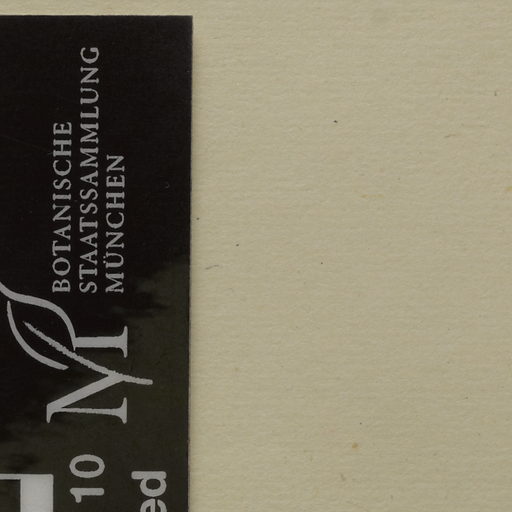 BOTANISCHE
STAATSSAMMLUNG
MÜNCHEN
M
10
ed